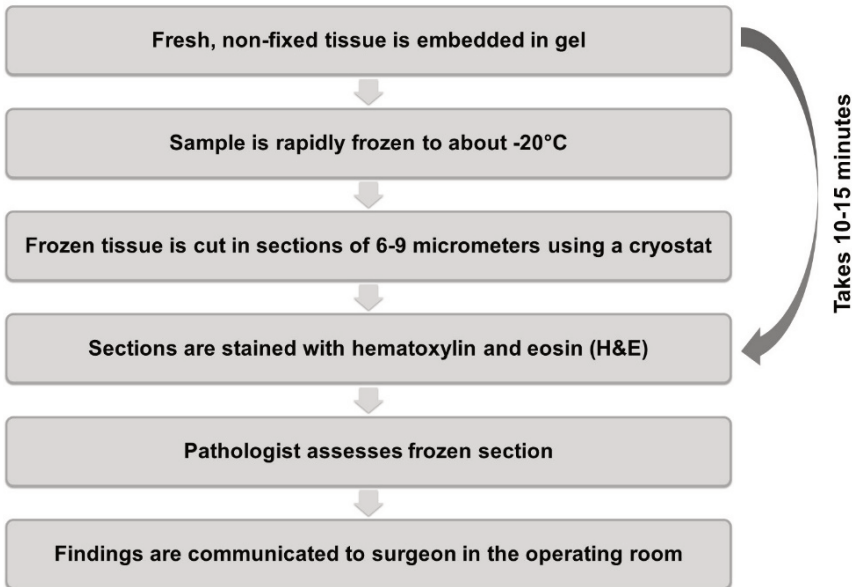 Fresh, non-fixed tissue is embedded in gel
Sample is rapidly frozen to about -20°C
Frozen tissue is cut in sections of 6-9 micrometers using a cryostat
Sections are stained with hematoxylin and eosin (H&E)
Pathologist assesses frozen section
Findings are communicated to surgeon in the operating room
Takes 10-15 minutes